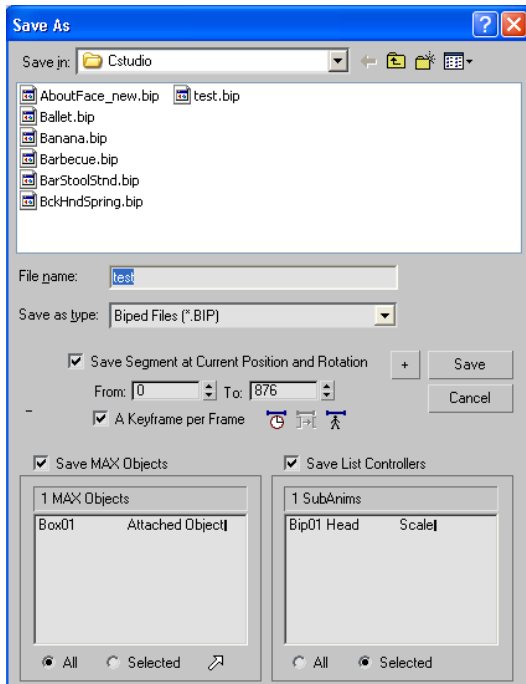 Save As
Save in: Cstudio
AboutFace_new.bip test.bip
Ballet.bip
Banana.bip
Barbecue.bip
BarStoolStnd.bip
BckHndSpring.bip
File name: test
Save as type: Biped Files (*.BIP)
Save Segment at Current Position and Rotation + Save
From: 0 To: 876 Cancel
A Keyframe per Frame
Save MAX Objects Save List Controllers
1 MAX Objects 1 SubAnims
Box01 Attached Object Bip01 Head Scale
All Selected All Selected